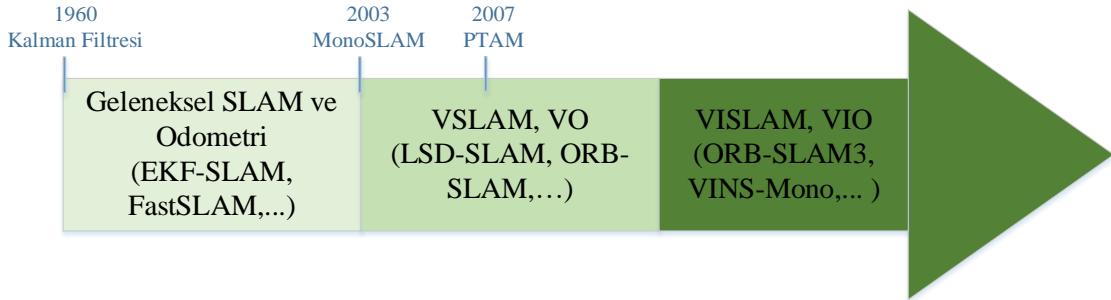 1960
Kalman Filtresi
2003
MonoSLAM
2007
PTAM
Geleneksel SLAM ve
Odometri
(EKF-SLAM,
FastSLAM,...)
VSLAM, VO
(LSD-SLAM, ORB-
SLAM,…)
VISLAM, VIO
(ORB-SLAM3,
VINS-Mono,... )